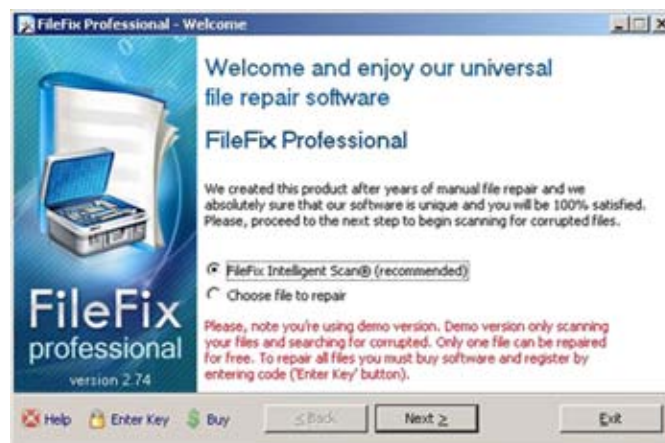 FileFix Professional - Welcome
Welcome and enjoy our universal
file repair software
FileFix Professional
We created this product after years of manual file repair and we
absolutely sure that our software is unique and you will be 100% satisfied.
Please, proceed to the next step to begin scanning for corrupted files.
FileFix Intelligent Scan® (recommended)
Choose file to repair
Please, note you're using demo version. Demo version only scanning
your files and searching for corrupted. Only one file can be repaired
for free. To repair all files you must buy software and register by
entering code ('Enter Key' button).
FileFix
professional
version 2.74
Help Enter Key Buy < Back Next > Exit